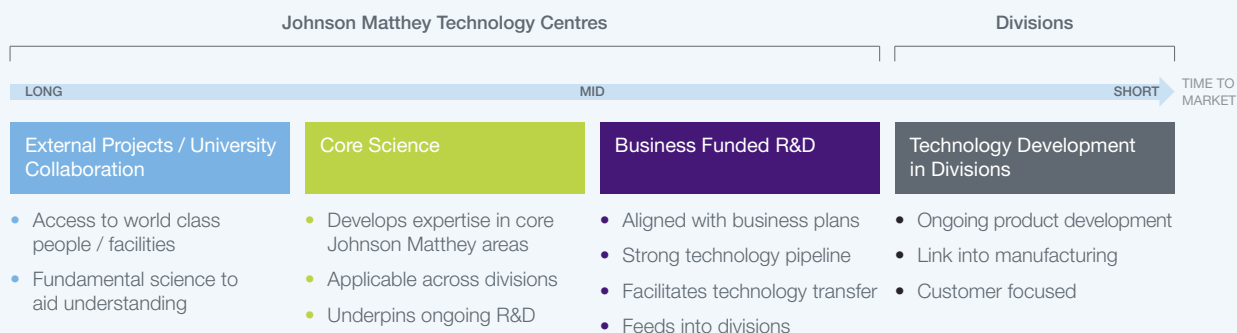 Johnson Matthey Technology Centres
Divisions
LONG
MID
SHORT
TIME TO
MARKET
External Projects / University
Collaboration
• Access to world class
people / facilities
• Fundamental science to
aid understanding
Core Science
• Develops expertise in core
Johnson Matthey areas
• Applicable across divisions
• Underpins ongoing R&D
Business Funded R&D
• Aligned with business plans
• Strong technology pipeline
• Facilitates technology transfer
• Feeds into divisions
Technology Development
in Divisions
• Ongoing product development
• Link into manufacturing
• Customer focused